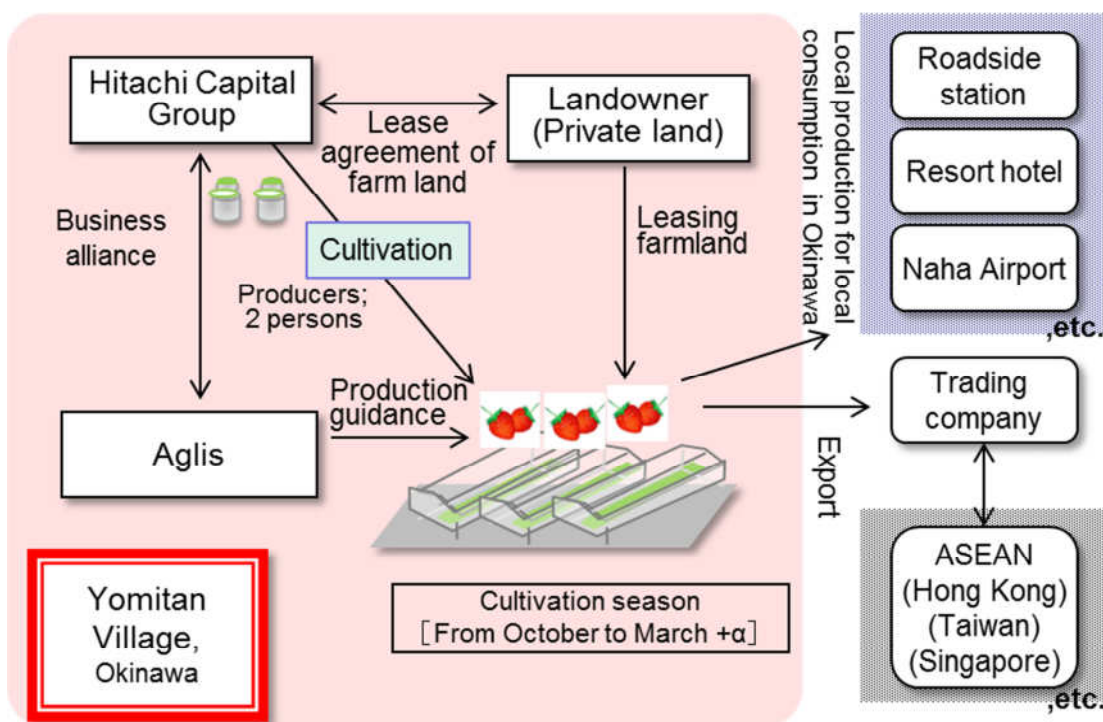 Hitachi Capital
Group
Lease
agreement of
farm land
Landowner
(Private land)
Business
alliance
Cultivation
Producers;
2 persons
Leasing
farmland
Production
guidance
Aglis
Yomitan
Village,
Okinawa
Cultivation season
［From October to March +α］
Local production for local
consumption in Okinawa
Roadside
station
Resort hotel
Naha Airport
,etc.
Export
Trading
company
ASEAN
(Hong Kong)
(Taiwan)
(Singapore)
,etc.